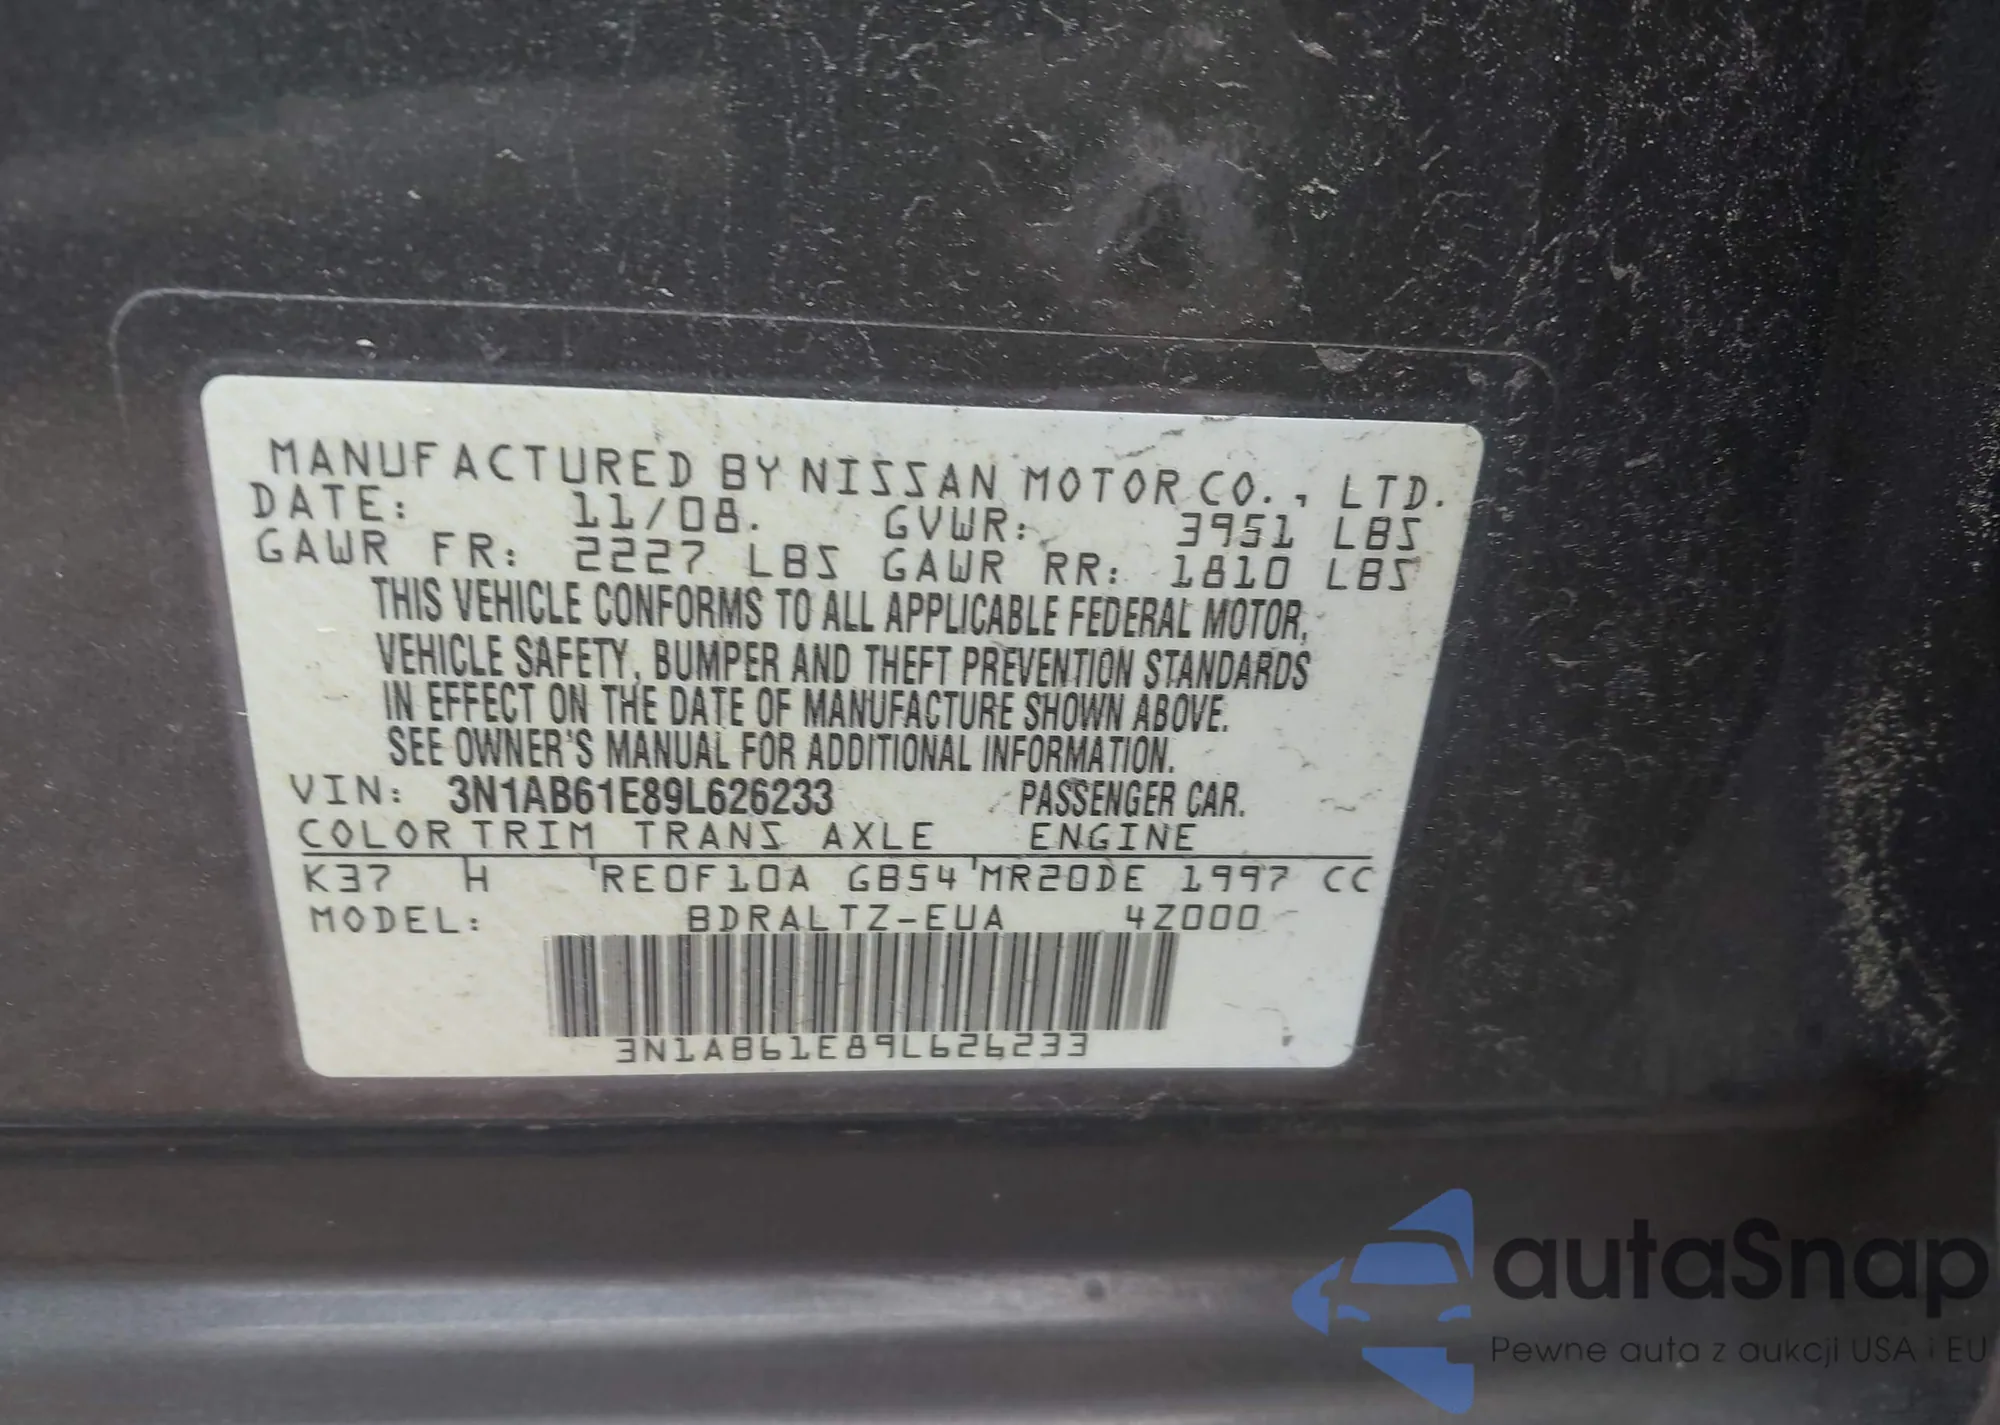 MANUFACTURED BY NISSAN MOTOR CO., LTD.
DATE: 11/08. GVWR: 3951 LBS
GAWR FR: 2227 LBS GAWR RR: 1810 LBS
THIS VEHICLE CONFORMS TO ALL APPLICABLE FEDERAL MOTOR,
VEHICLE SAFETY, BUMPER AND THEFT PREVENTION STANDARDS
IN EFFECT ON THE DATE OF MANUFACTURE SHOWN ABOVE.
SEE OWNER'S MANUAL FOR ADDITIONAL INFORMATION.
VIN: 3N1AB61E89L626233 PASSENGER CAR.
COLOR TRIM TRANS AXLE ENGINE
K37 H 'RE0F10A GB54'MR20DE 1997 CC
MODEL: BDRALTZ-EUA 4Z000
3N1AB61E89L626233
autaSnap
Pewne auta z aukcji USA i EU